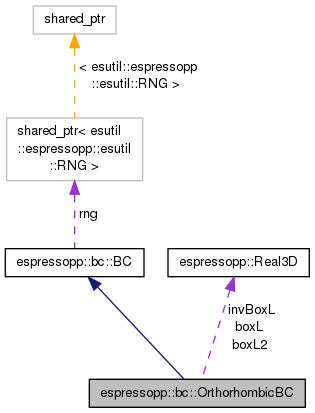 shared_ptr
< esutil::espressopp
::esutil::RNG >
shared_ptr< esutil
::espressopp::esutil
::RNG >
rng
espressopp::bc::BC
espressopp::Real3D
invBoxL
boxL
boxL2
espressopp::bc::OrthorhombicBC